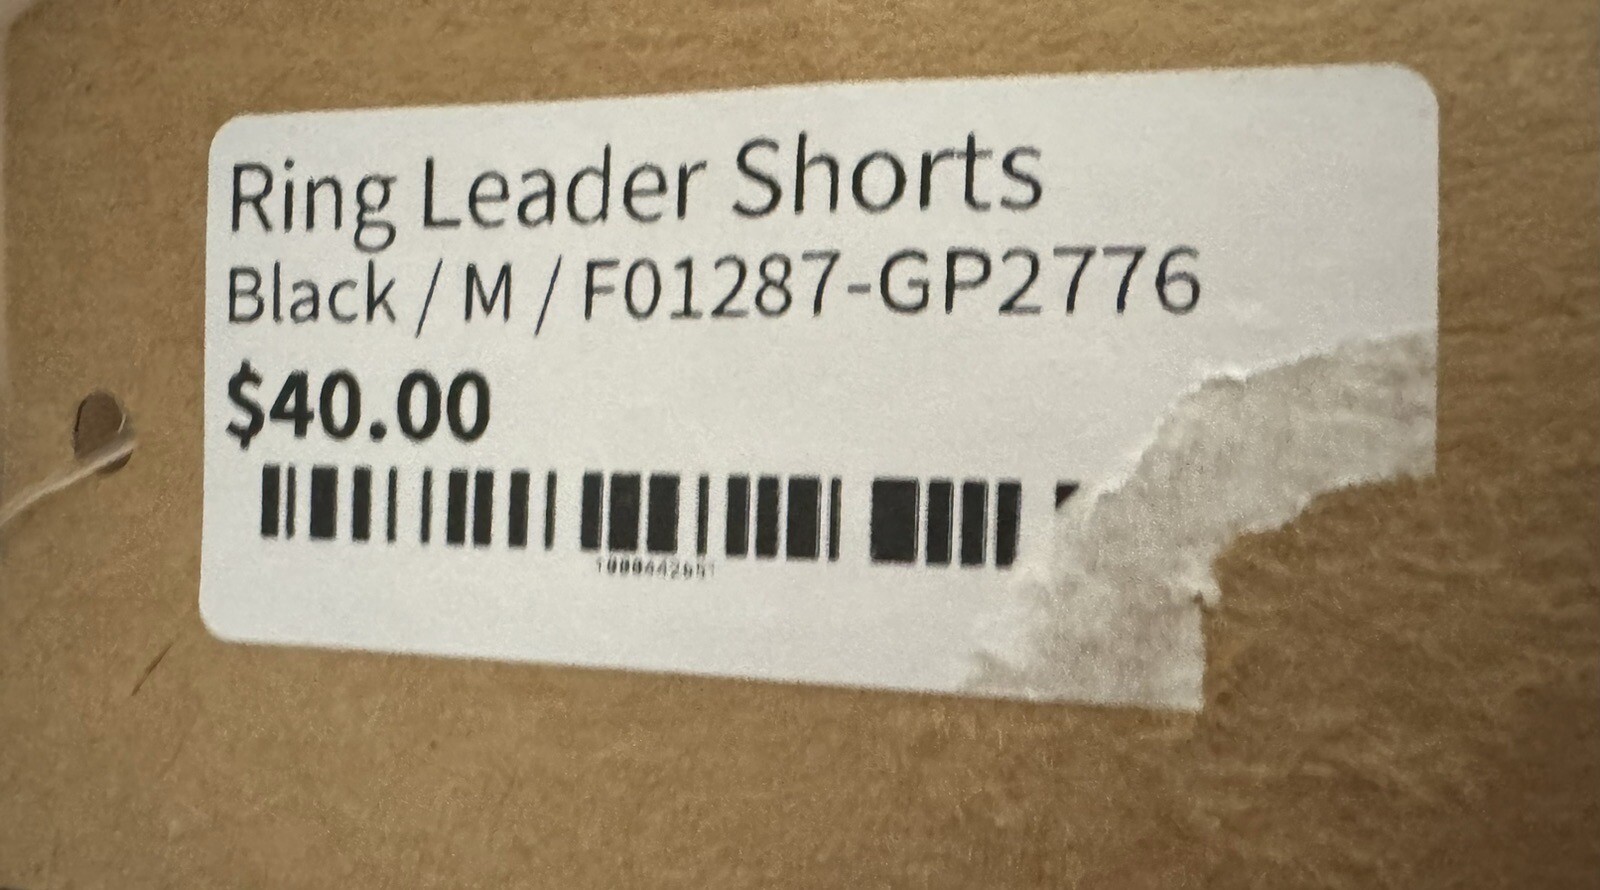 Ring Leader Shorts
Black / M / F01287-GP2776
$40.00